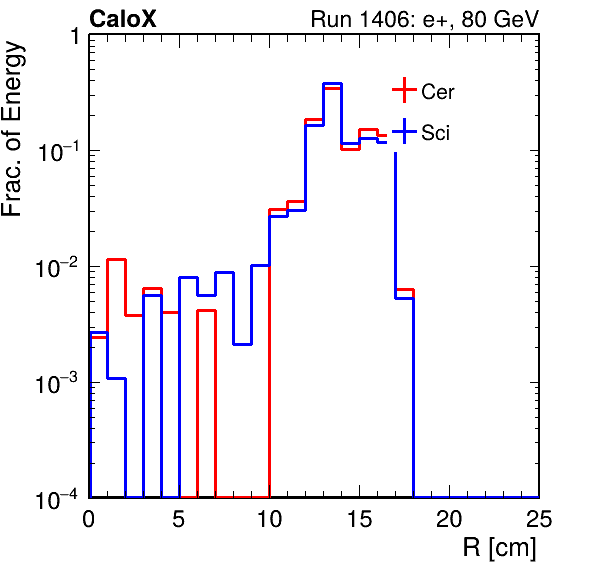 CaloX Run 1406: e+, 80 GeV
Frac. of Energy
1
10⁻¹
10⁻²
10⁻³
10⁻⁴
Cer
Sci
0 5 10 15 20 25
R [cm]